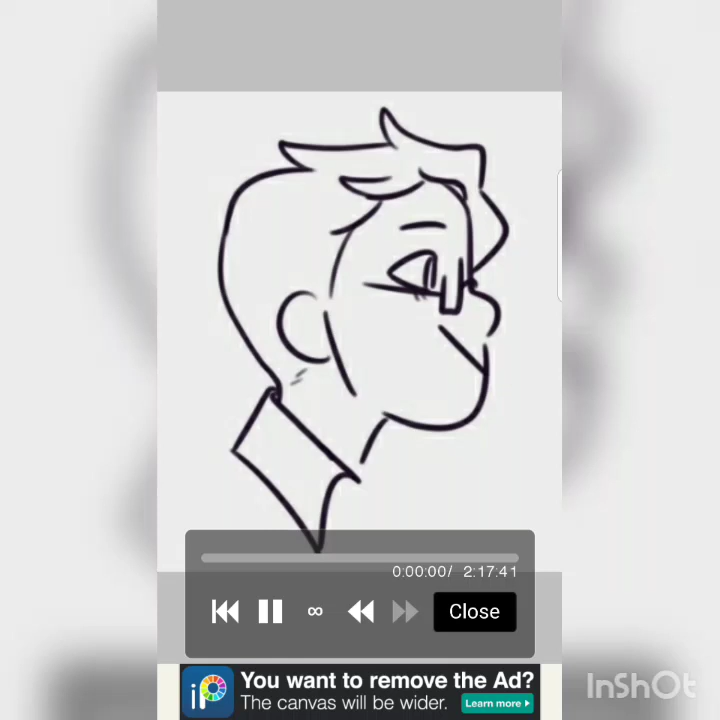 0:00:00/ 2:17:41
∞
Close
You want to remove the Ad?
The canvas will be wider.
Learn more
InShOt